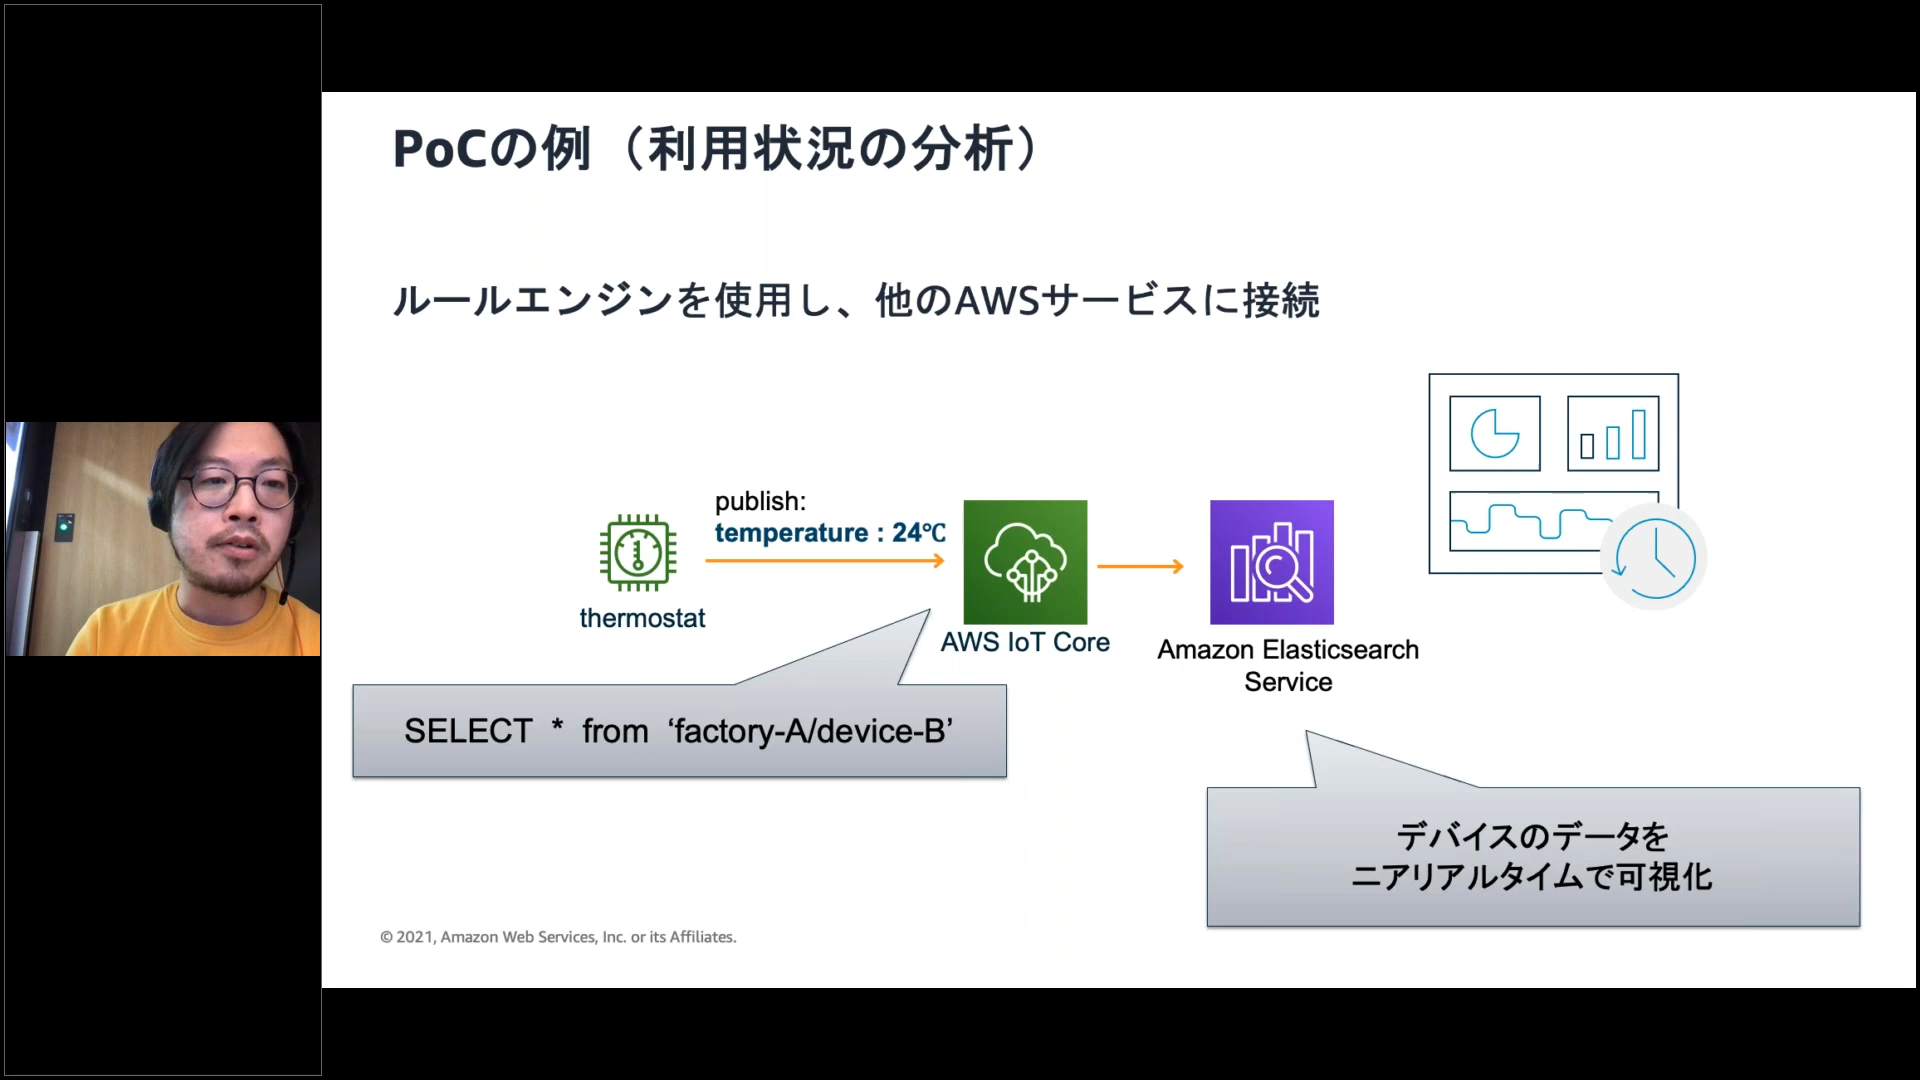 PoCの例（利用状況の分析）
ルールエンジンを使用し、他のAWSサービスに接続
publish:
temperature : 24℃
thermostat
AWS IoT Core
Amazon Elasticsearch
Service
SELECT * from ‘factory-A/device-B’
デバイスのデータを
ニアリアルタイムで可視化
© 2021, Amazon Web Services, Inc. or its Affiliates.